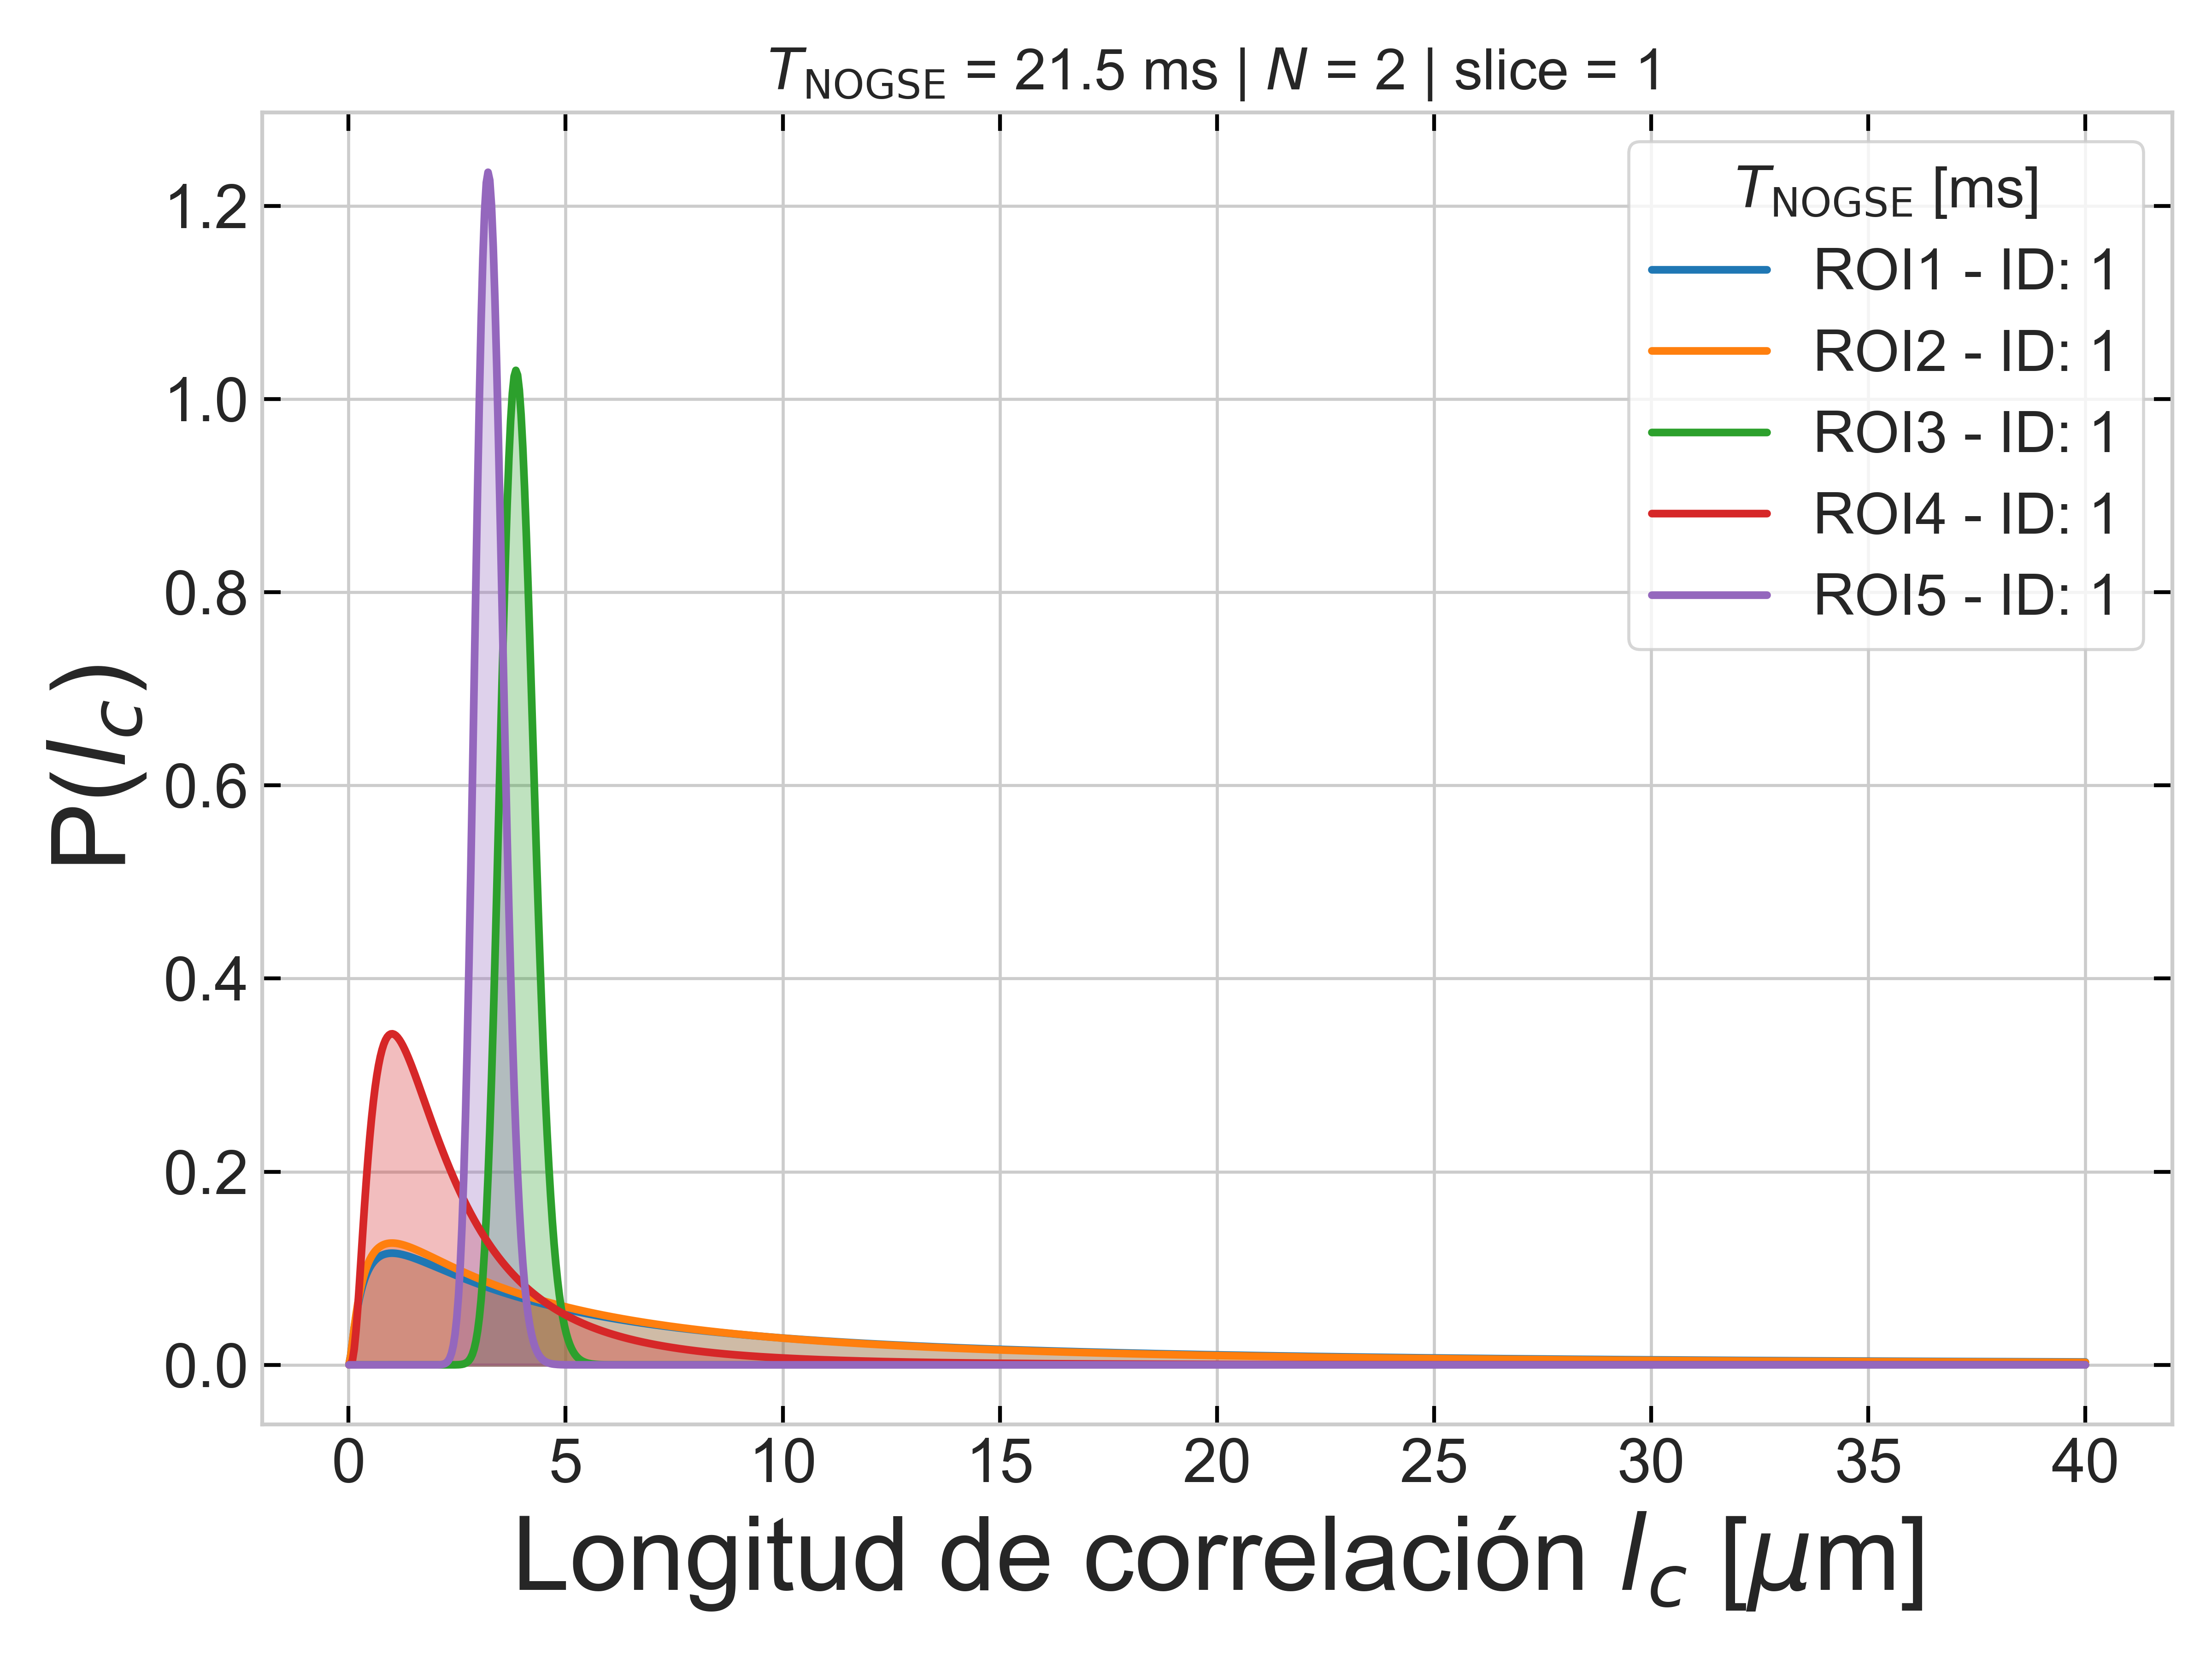 T_NOGSE = 21.5 ms | N = 2 | slice = 1
P(l_c)
1.2
1.0
0.8
0.6
0.4
0.2
0.0
T_NOGSE [ms]
ROI1 - ID: 1
ROI2 - ID: 1
ROI3 - ID: 1
ROI4 - ID: 1
ROI5 - ID: 1
0 5 10 15 20 25 30 35 40
Longitud de correlación l_c [μm]